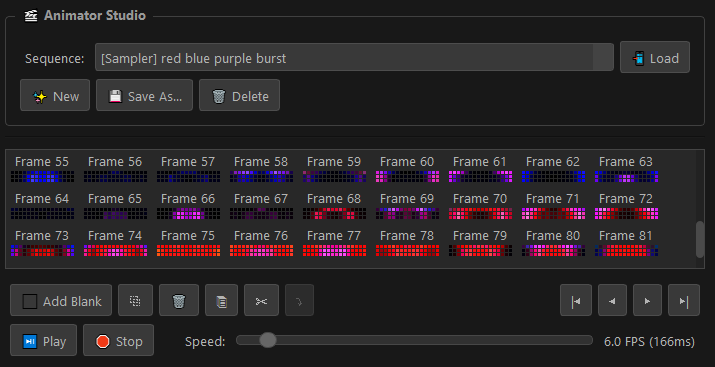 Animator Studio
Sequence: [Sampler] red blue purple burst Load
New Save As... Delete
Frame 55 Frame 56 Frame 57 Frame 58 Frame 59 Frame 60 Frame 61 Frame 62 Frame 63
Frame 64 Frame 65 Frame 66 Frame 67 Frame 68 Frame 69 Frame 70 Frame 71 Frame 72
Frame 73 Frame 74 Frame 75 Frame 76 Frame 77 Frame 78 Frame 79 Frame 80 Frame 81
Add Blank
Play Stop Speed: 6.0 FPS (166ms)